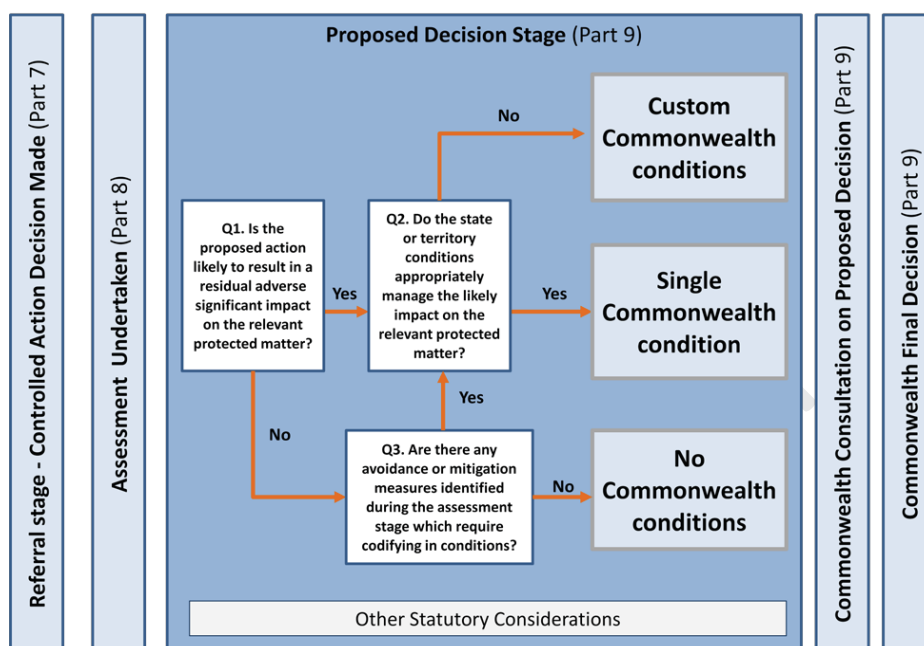 Referral stage - Controlled Action Decision Made (Part 7)
Assessment Undertaken (Part 8)
Proposed Decision Stage (Part 9)
Q1. Is the
proposed action
likely to result in a
residual adverse
significant impact
on the relevant
protected matter?
Yes
No
Q2. Do the state
or territory
conditions
appropriately
manage the likely
impact on the
relevant protected
matter?
No
Custom
Commonwealth
conditions
Yes
Single
Commonwealth
condition
Yes
Q3. Are there any
avoidance or mitigation
measures identified
during the assessment
stage which require
codifying in conditions?
No
No
Commonwealth
conditions
Other Statutory Considerations
Commonwealth Consultation on Proposed Decision (Part 9)
Commonwealth Final Decision (Part 9)